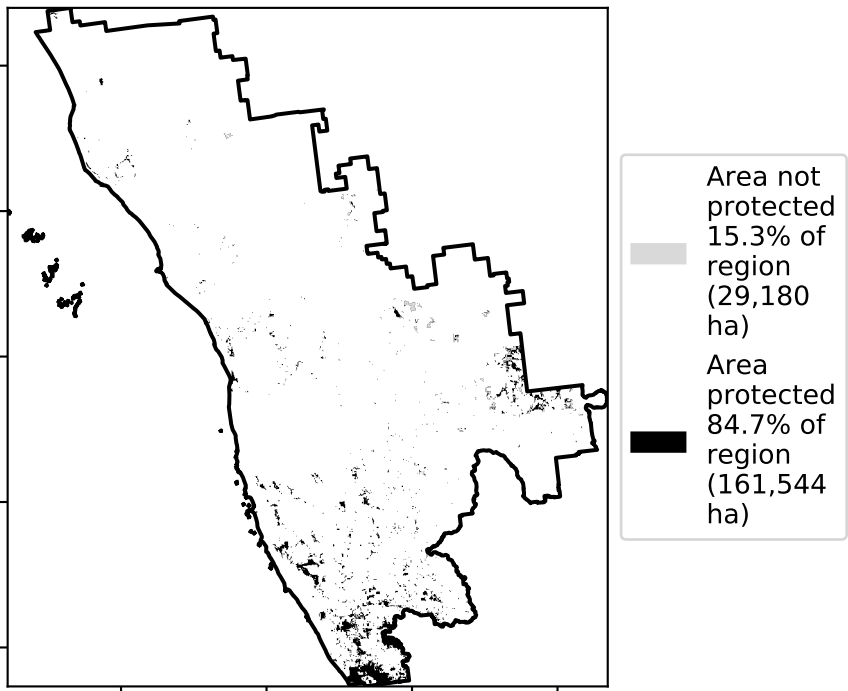 Area not
protected
15.3% of
region
(29,180
ha)
Area
protected
84.7% of
region
(161,544
ha)